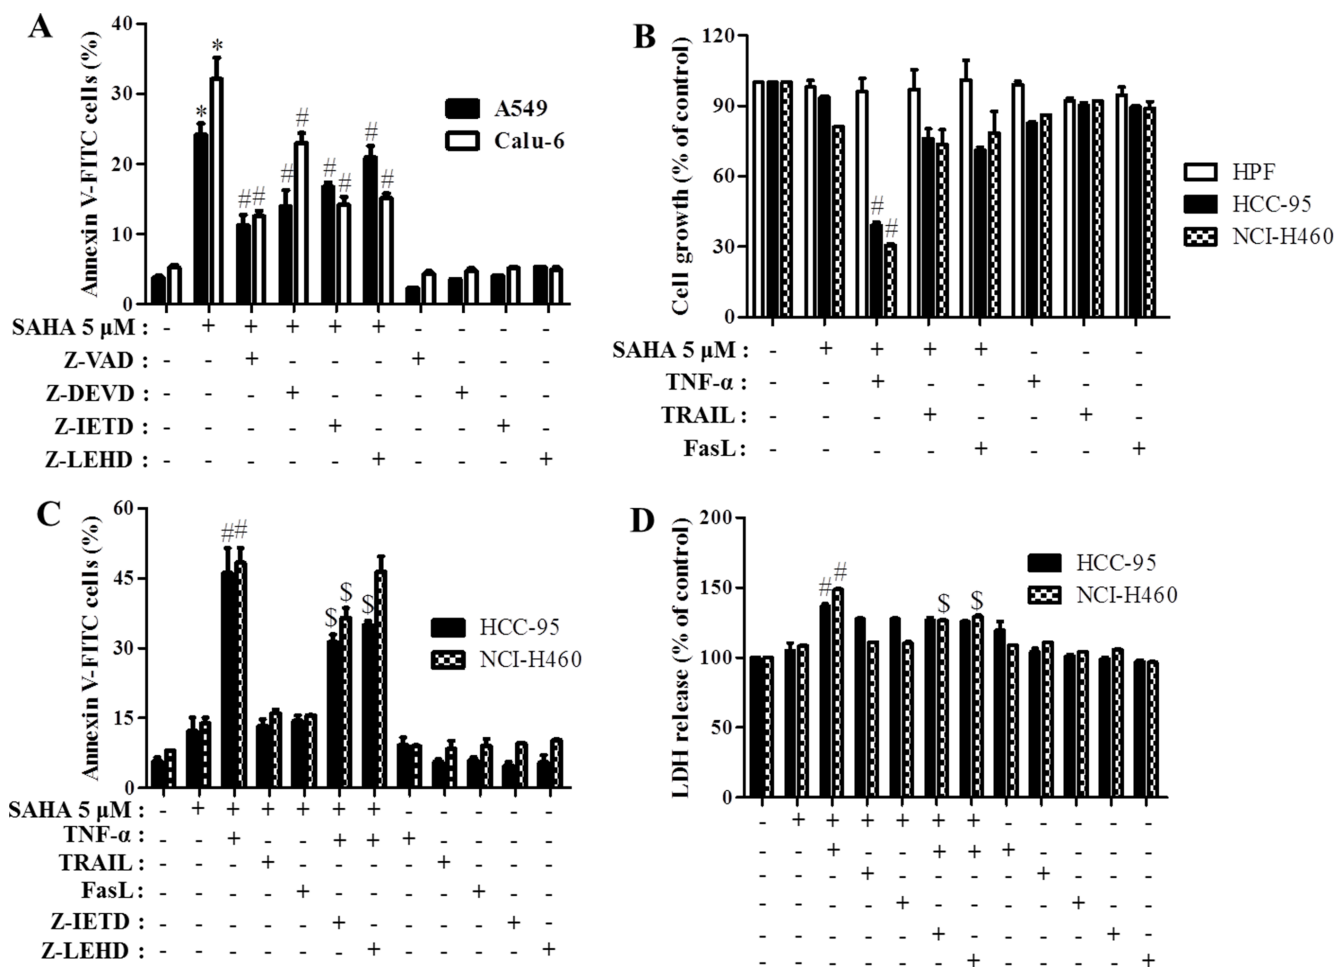 A
Annexin V-FITC cells (%)
40
30
20
10
0
* * # # # # # # # #
A549
Calu-6
SAHA 5 μM : - + + + + + - - - -
Z-VAD : - - + - - - + - - -
Z-DEVD : - - - + - - - + - -
Z-IETD : - - - - + - - - + -
Z-LEHD : - - - - - + - - - +
B
Cell growth (% of control)
120
90
60
30
0
# #
HPF
HCC-95
NCI-H460
SAHA 5 μM : - + + + + - - -
TNF-α : - - + - - + - -
TRAIL : - - - + - - + -
FasL : - - - - + - - +
C
Annexin V-FITC cells (%)
60
45
30
15
0
# # $ $ $
HCC-95
NCI-H460
SAHA 5 μM : - + + + + + + - - - - -
TNF-α : - - + - - + + + - - - -
TRAIL : - - - + - - - - + - - -
FasL : - - - - + - - - - + - -
Z-IETD : - - - - - + - - - - + -
Z-LEHD : - - - - - - + - - - - +
D
LDH release (% of control)
200
150
100
50
0
# # $ $
HCC-95
NCI-H460
- + + + + + + - - - - -
- - + - - + + + - - - -
- - - + - - - - + - - -
- - - - + - - - - + - -
- - - - - + - - - - + -
- - - - - - + - - - - +